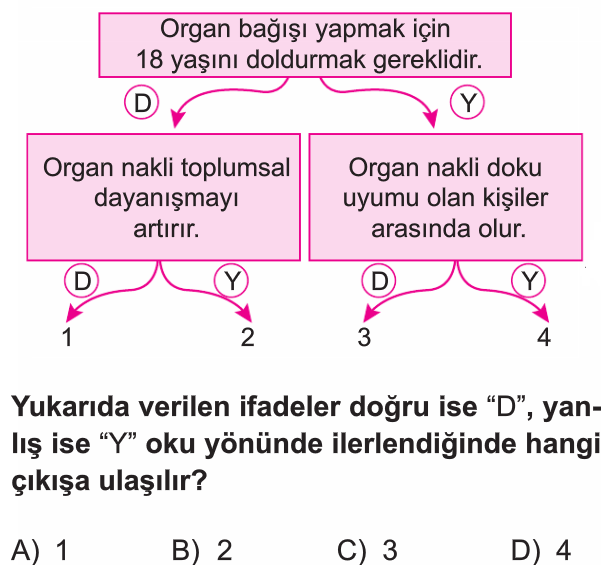 Organ bağışı yapmak için
18 yaşını doldurmak gereklidir.
D
Y
Organ nakli toplumsal
dayanışmayı
artırır.
Organ nakli doku
uyumu olan kişiler
arasında olur.
D
Y
D
Y
1
2
3
4
Yukarıda verilen ifadeler doğru ise “D”, yan-
lış ise “Y” oku yönünde ilerlendiğinde hangi
çıkışa ulaşılır?
A) 1
B) 2
C) 3
D) 4